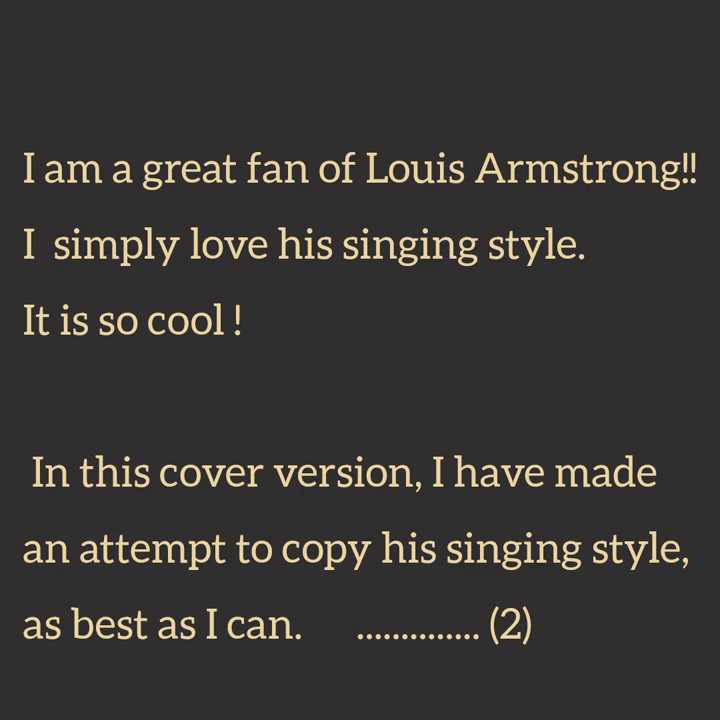 I am a great fan of Louis Armstrong!!
I  simply love his singing style.
It is so cool !
In this cover version, I have made
an attempt to copy his singing style,
as best as I can.      .............. (2)